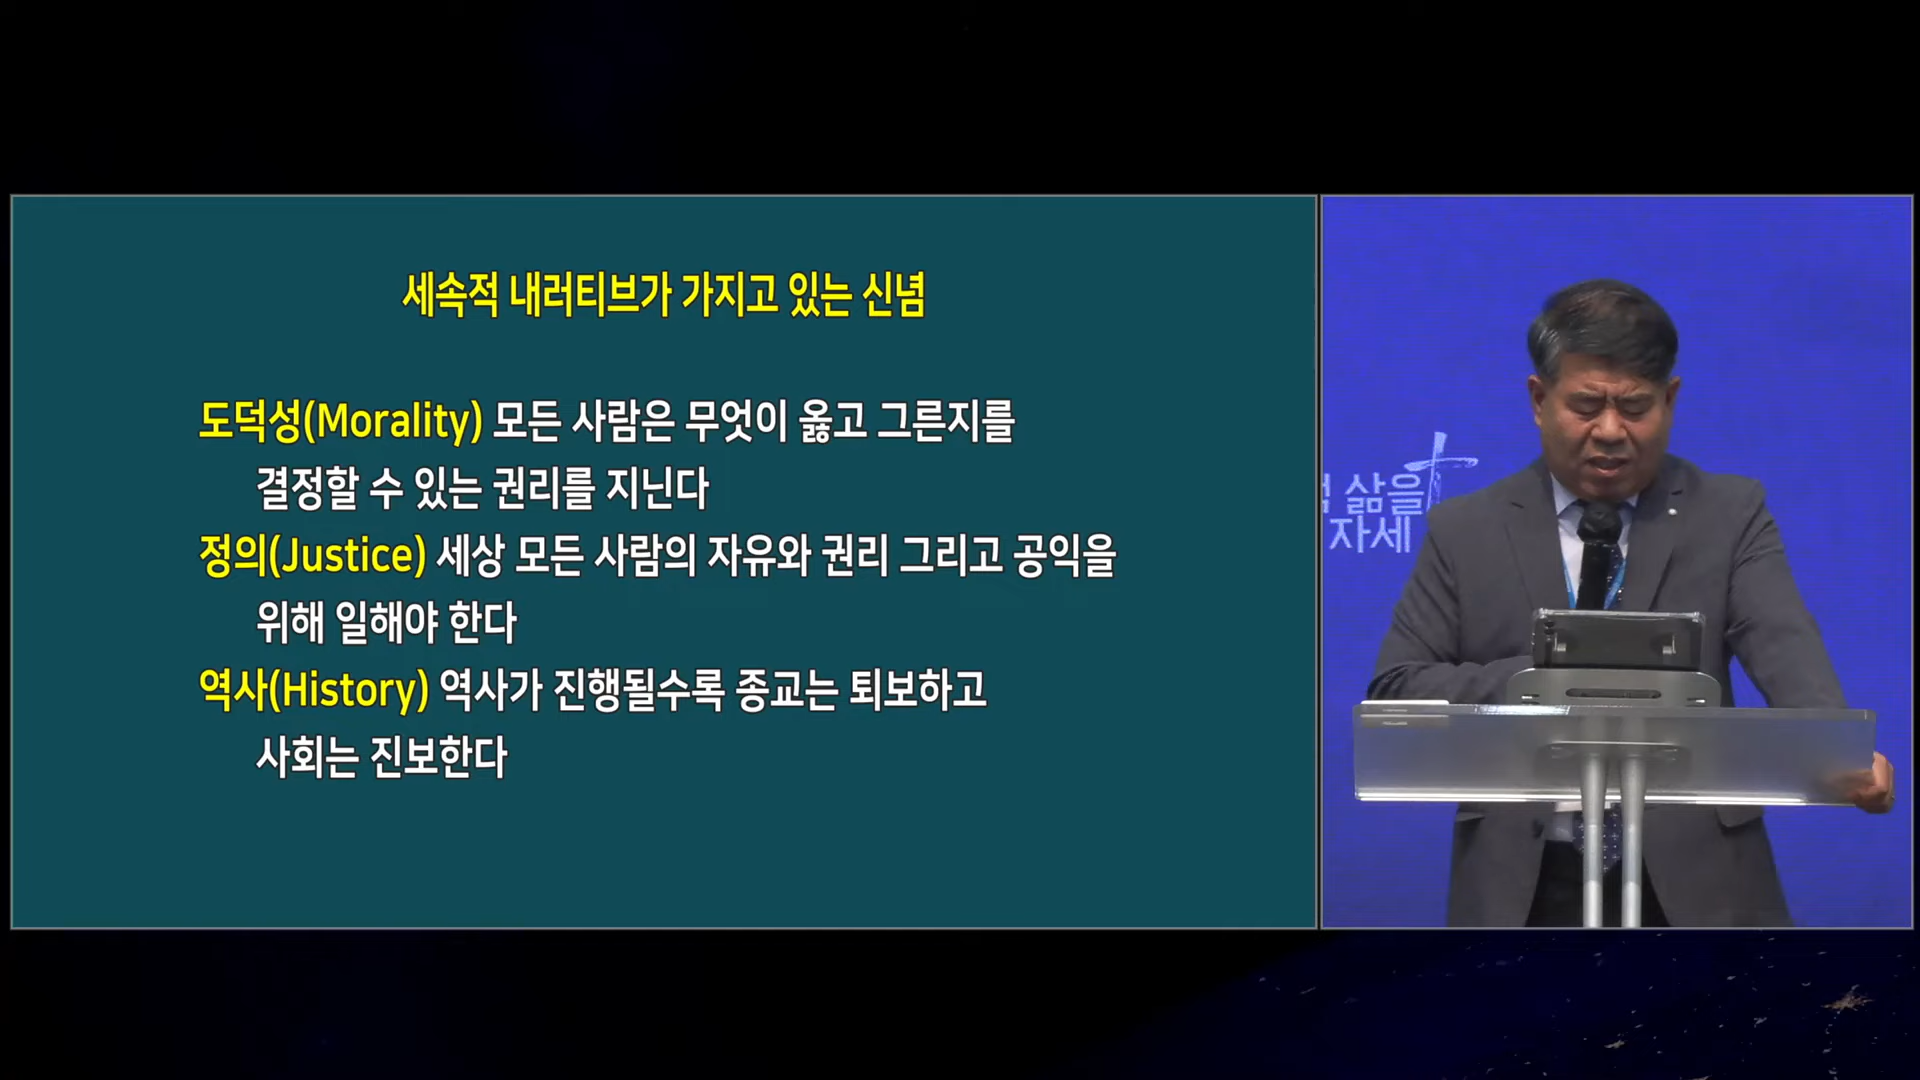 세속적 내러티브가 가지고 있는 신념
도덕성(Morality) 모든 사람은 무엇이 옳고 그른지를
결정할 수 있는 권리를 지닌다
정의(Justice) 세상 모든 사람의 자유와 권리 그리고 공익을
위해 일해야 한다
역사(History) 역사가 진행될수록 종교는 퇴보하고
사회는 진보한다
삶을
자세